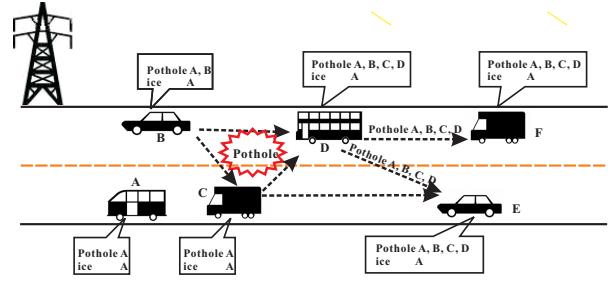 Pothole A, B
ice A
Pothole A, B, C, D
ice A
Pothole A, B, C, D
ice A
B
Pothole
D
Pothole A, B, C, D
F
Pothole A, B, C, D
A
C
E
Pothole A
ice A
Pothole A
ice A
Pothole A, B, C, D
ice A